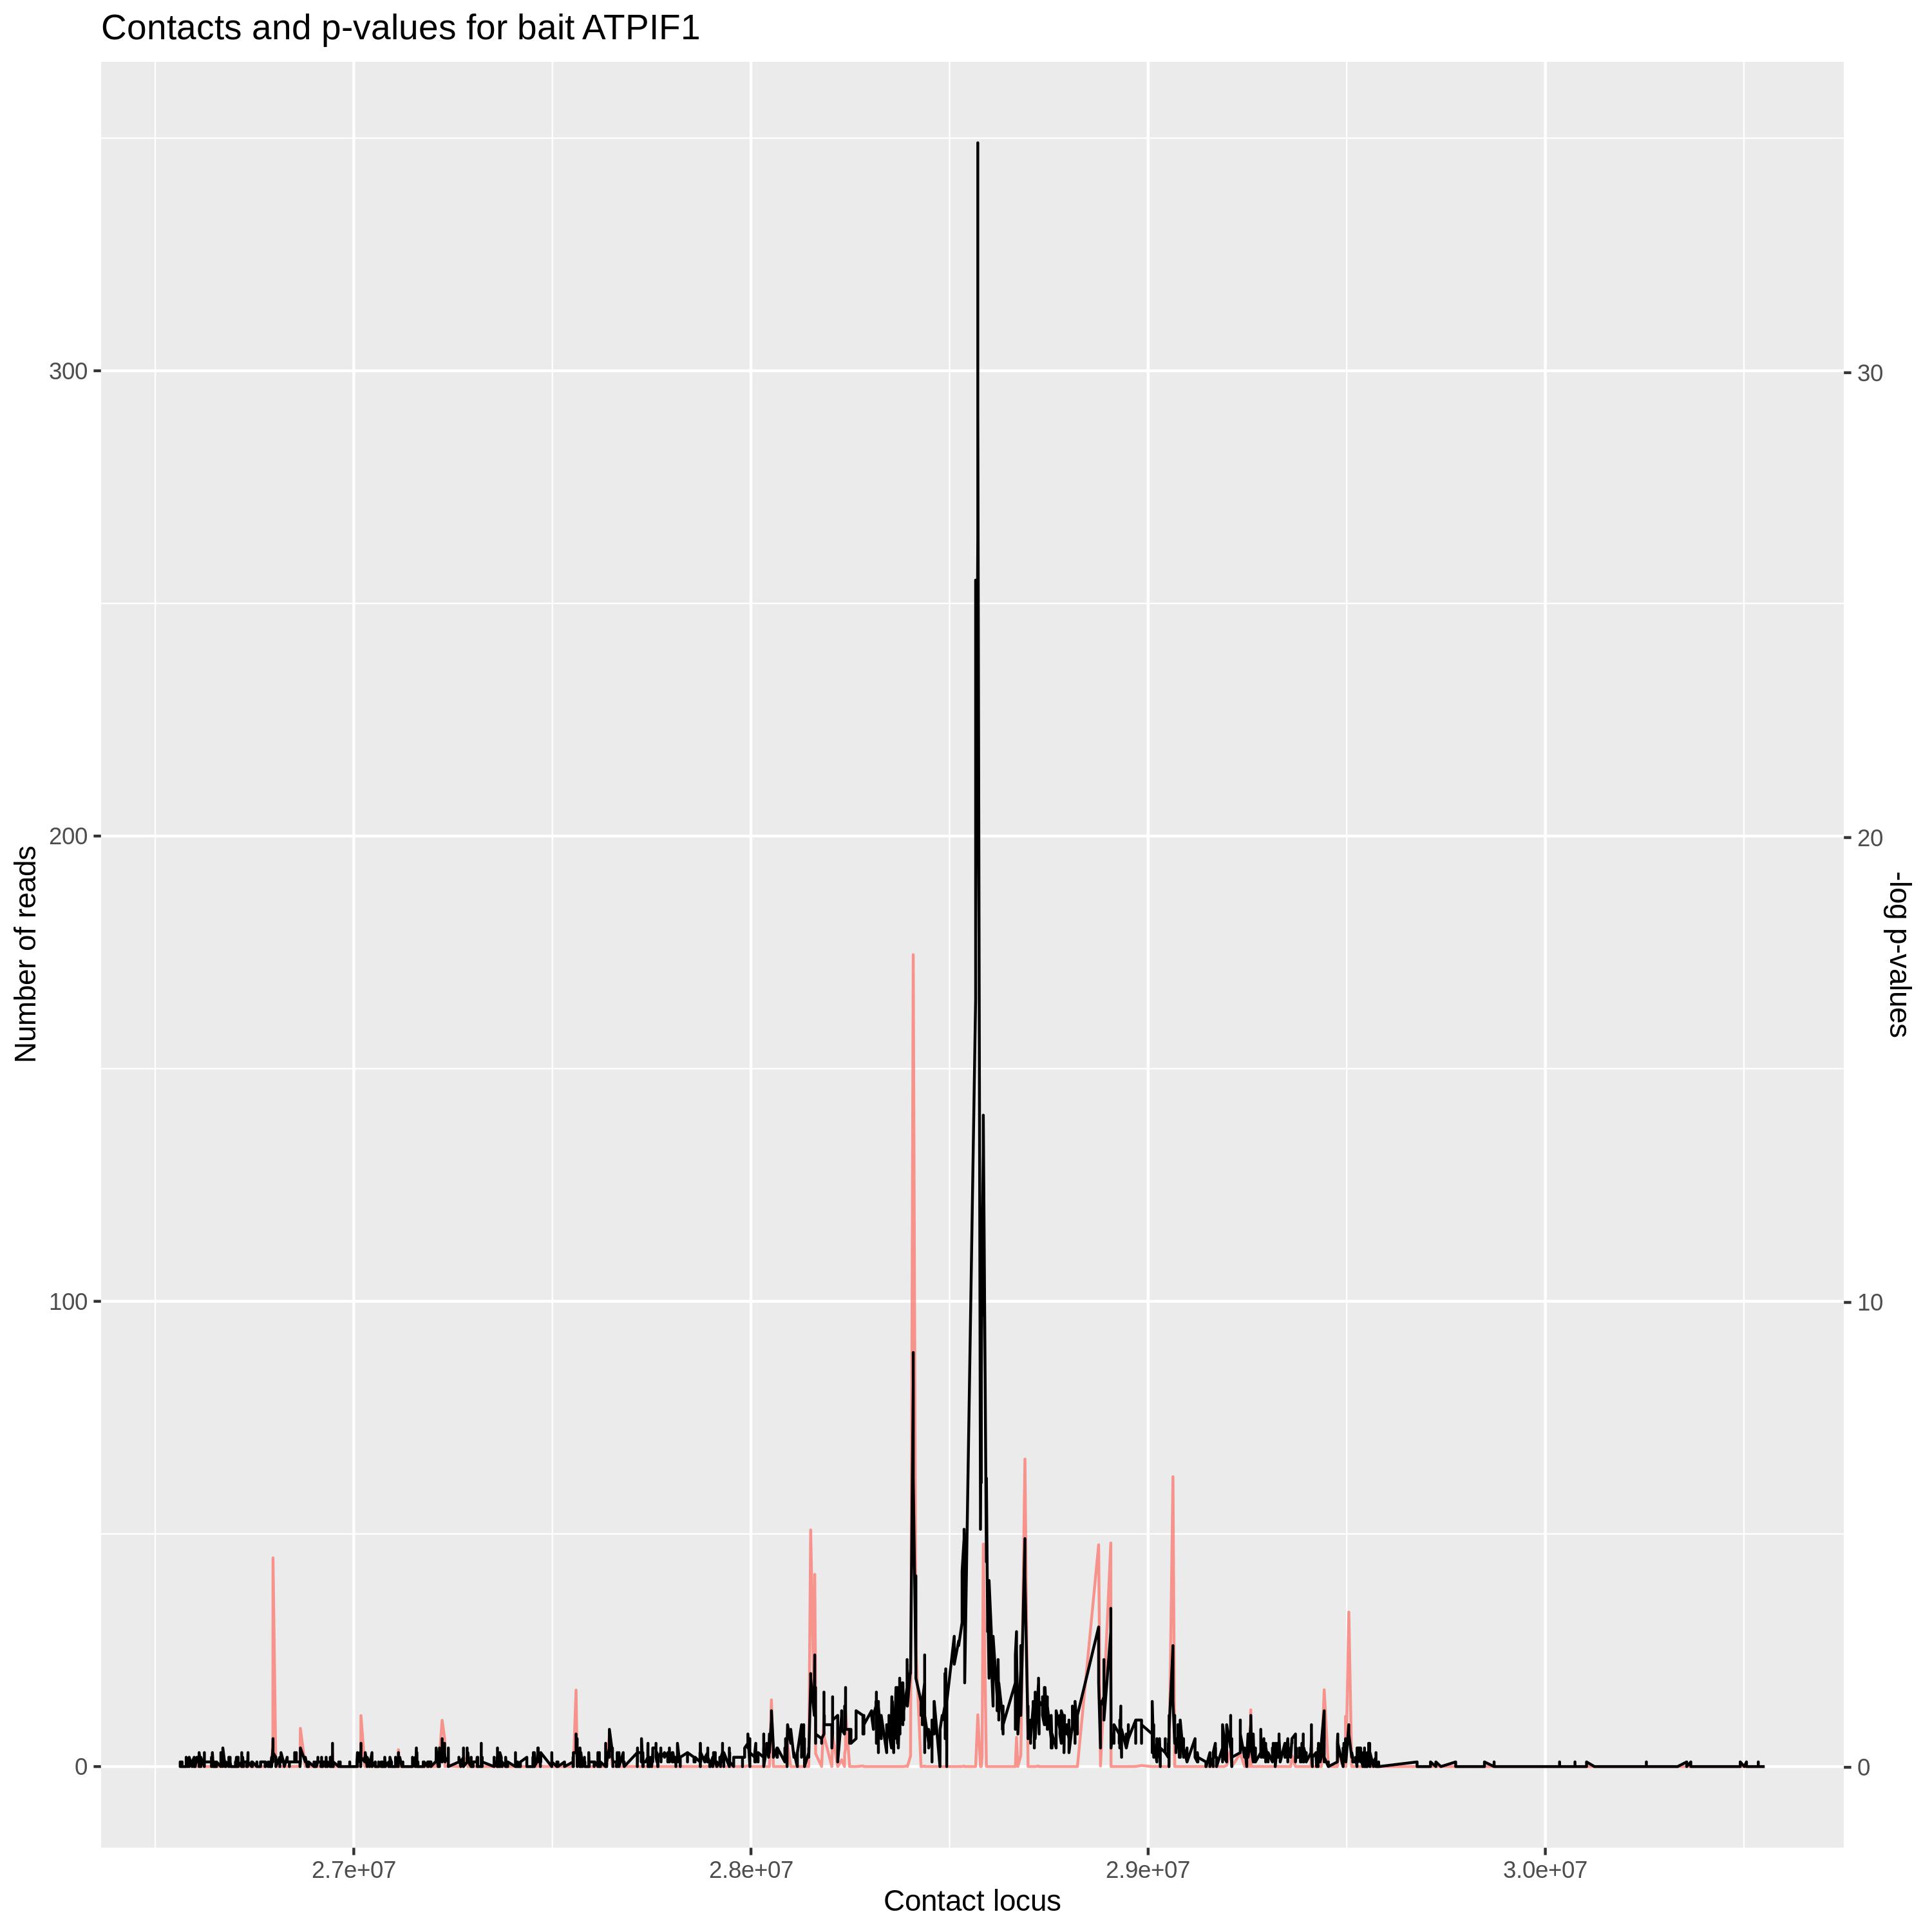 Contacts and p-values for bait ATPIF1
Number of reads
300
200
100
0
30
20
10
0
-log p-values
2.7e+07
2.8e+07
2.9e+07
3.0e+07
Contact locus